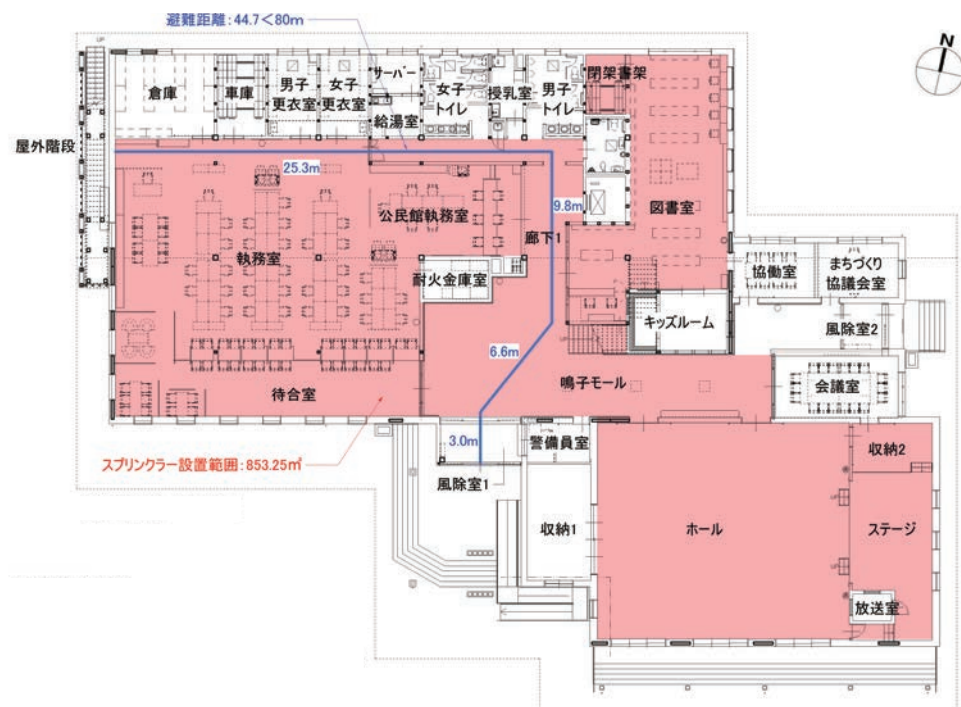 避難距離：44.7＜80m
N
UP
倉庫
車庫
男子
更衣室
女子
更衣室
サーバー
給湯室
女子
トイレ
授乳室
男子
トイレ
閉架書架
屋外階段
25.3m
公民館執務室
9.8m
図書室
廊下1
執務室
耐火金庫室
協働室
まちづくり
協議会室
キッズルーム
風除室2
6.6m
鳴子モール
待合室
会議室
3.0m
警備員室
収納2
スプリンクラー設置範囲：853.25㎡
風除室1
収納1
ホール
ステージ
放送室